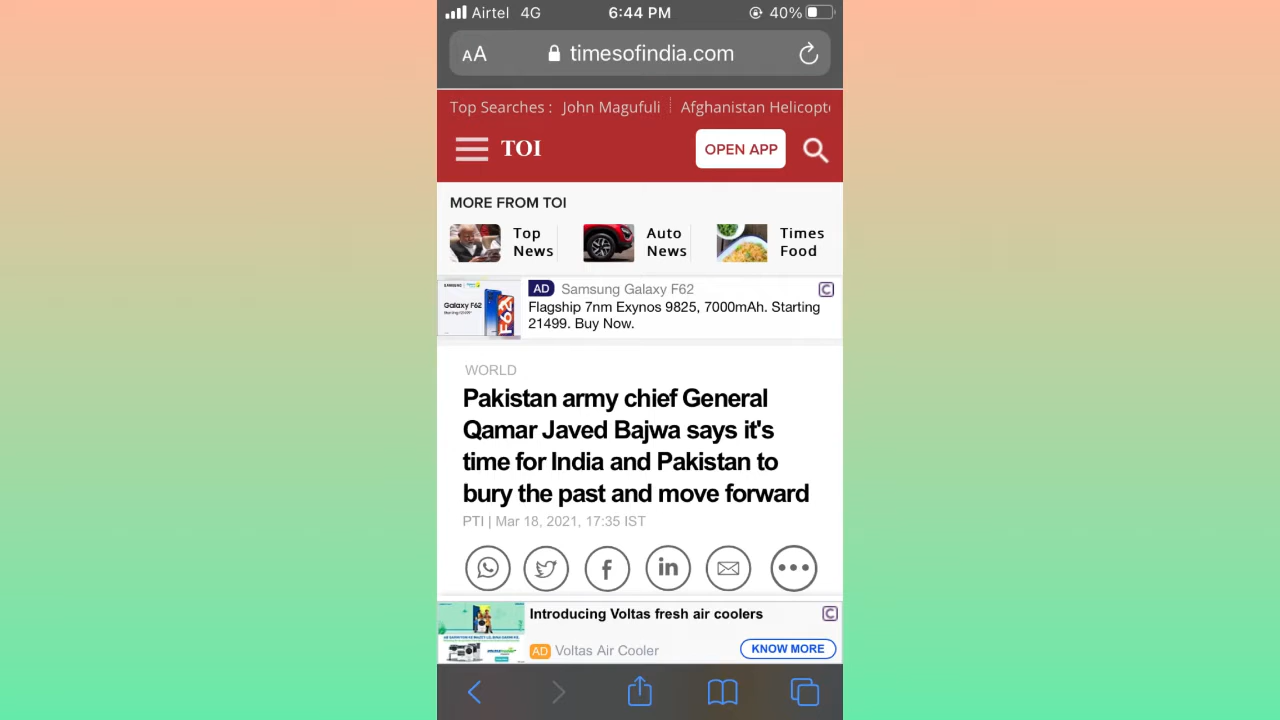 Airtel 4G 6:44 PM 40%
AA timesofindia.com
Top Searches : John Magufuli Afghanistan Helicopt
TOI OPEN APP
MORE FROM TOI
Top News
Auto News
Times Food
AD Samsung Galaxy F62
Flagship 7nm Exynos 9825, 7000mAh. Starting
21499. Buy Now.
Galaxy F62
WORLD
Pakistan army chief General
Qamar Javed Bajwa says it's
time for India and Pakistan to
bury the past and move forward
PTI | Mar 18, 2021, 17:35 IST
Introducing Voltas fresh air coolers
AD Voltas Air Cooler KNOW MORE